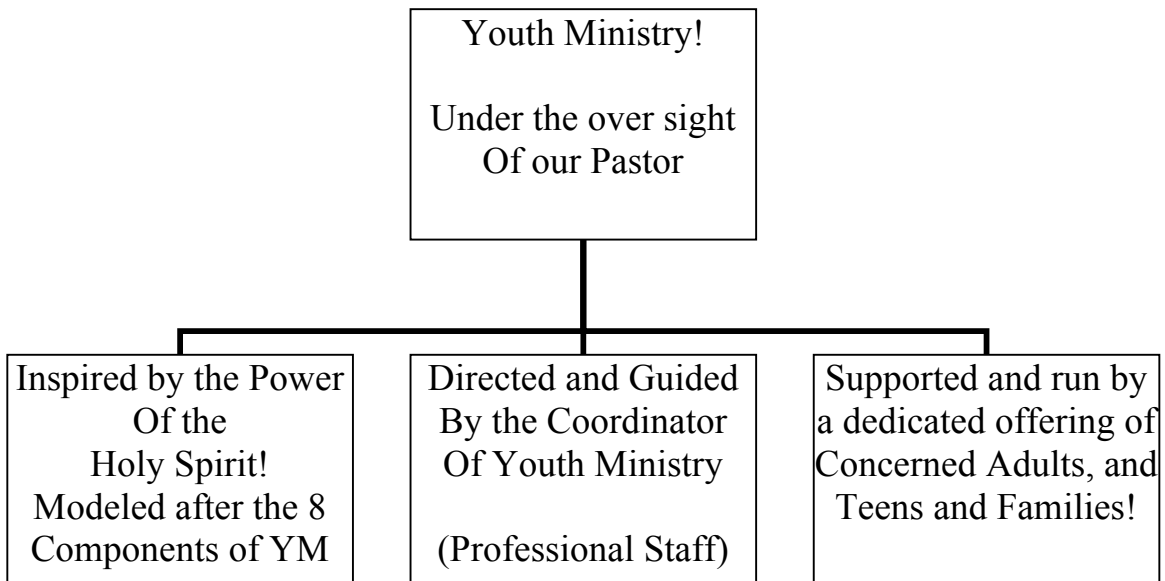 Youth Ministry!
Under the over sight
Of our Pastor
Inspired by the Power
Of the
Holy Spirit!
Modeled after the 8
Components of YM
Directed and Guided
By the Coordinator
Of Youth Ministry
(Professional Staff)
Supported and run by
a dedicated offering of
Concerned Adults, and
Teens and Families!